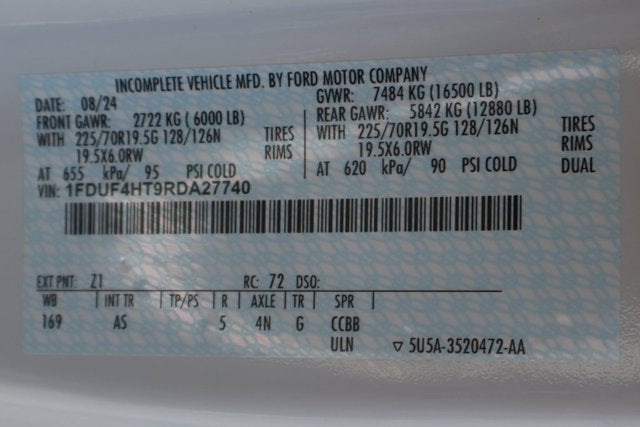 INCOMPLETE VEHICLE MFD. BY FORD MOTOR COMPANY
DATE: 08/24 GVWR: 7484 KG (16500 LB)
FRONT GAWR: 2722 KG ( 6000 LB) REAR GAWR: 5842 KG (12880 LB)
WITH 225/70R19.5G 128/126N TIRES WITH 225/70R19.5G 128/126N TIRES
19.5X6.0RW RIMS 19.5X6.0RW RIMS
AT 655 kPa/ 95 PSI COLD AT 620 kPa/ 90 PSI COLD DUAL
VIN: 1FDUF4HT9RDA27740
EXT PNT: Z1 RC: 72 DSO:
WB INT TR TP/PS R AXLE TR SPR
169 AS 5 4N G CCBB
ULN ▽ 5U5A-3520472-AA